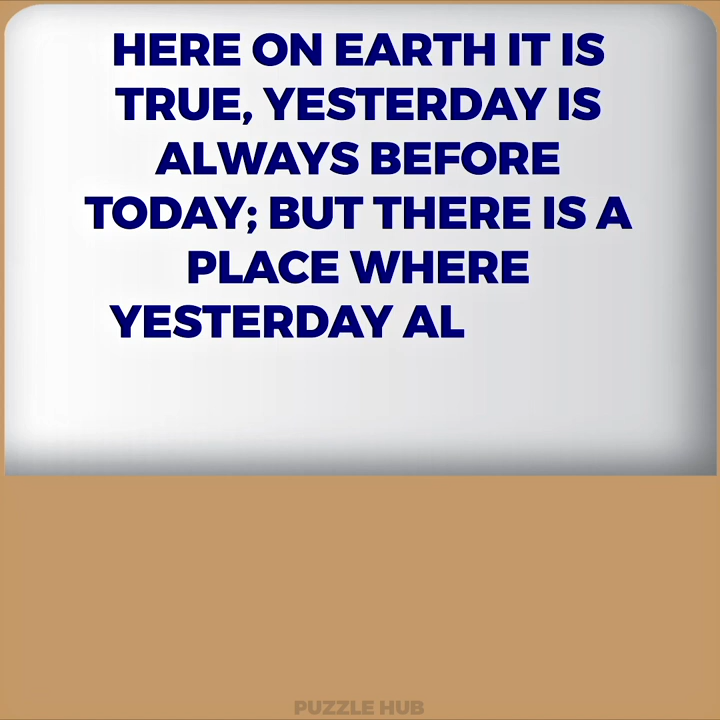 HERE ON EARTH IT IS
TRUE, YESTERDAY IS
ALWAYS BEFORE
TODAY; BUT THERE IS A
PLACE WHERE
YESTERDAY AL
PUZZLE HUB